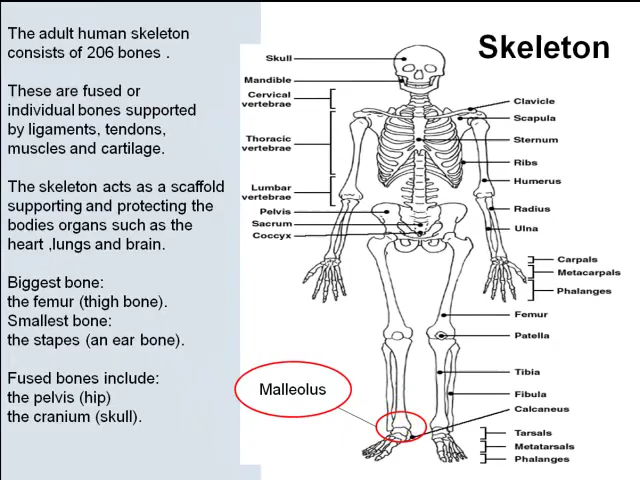 The adult human skeleton
consists of 206 bones .
These are fused or
individual bones supported
by ligaments, tendons,
muscles and cartilage.
The skeleton acts as a scaffold
supporting and protecting the
bodies organs such as the
heart ,lungs and brain.
Biggest bone:
the femur (thigh bone).
Smallest bone:
the stapes (an ear bone).
Fused bones include:
the pelvis (hip)
the cranium (skull).
Skeleton
Skull
Mandible
Cervical
vertebrae
Thoracic
vertebrae
Lumbar
vertebrae
Pelvis
Sacrum
Coccyx
Malleolus
Clavicle
Scapula
Sternum
Ribs
Humerus
Radius
Ulna
Carpals
Metacarpals
Phalanges
Femur
Patella
Tibia
Fibula
Calcaneus
Tarsals
Metatarsals
Phalanges